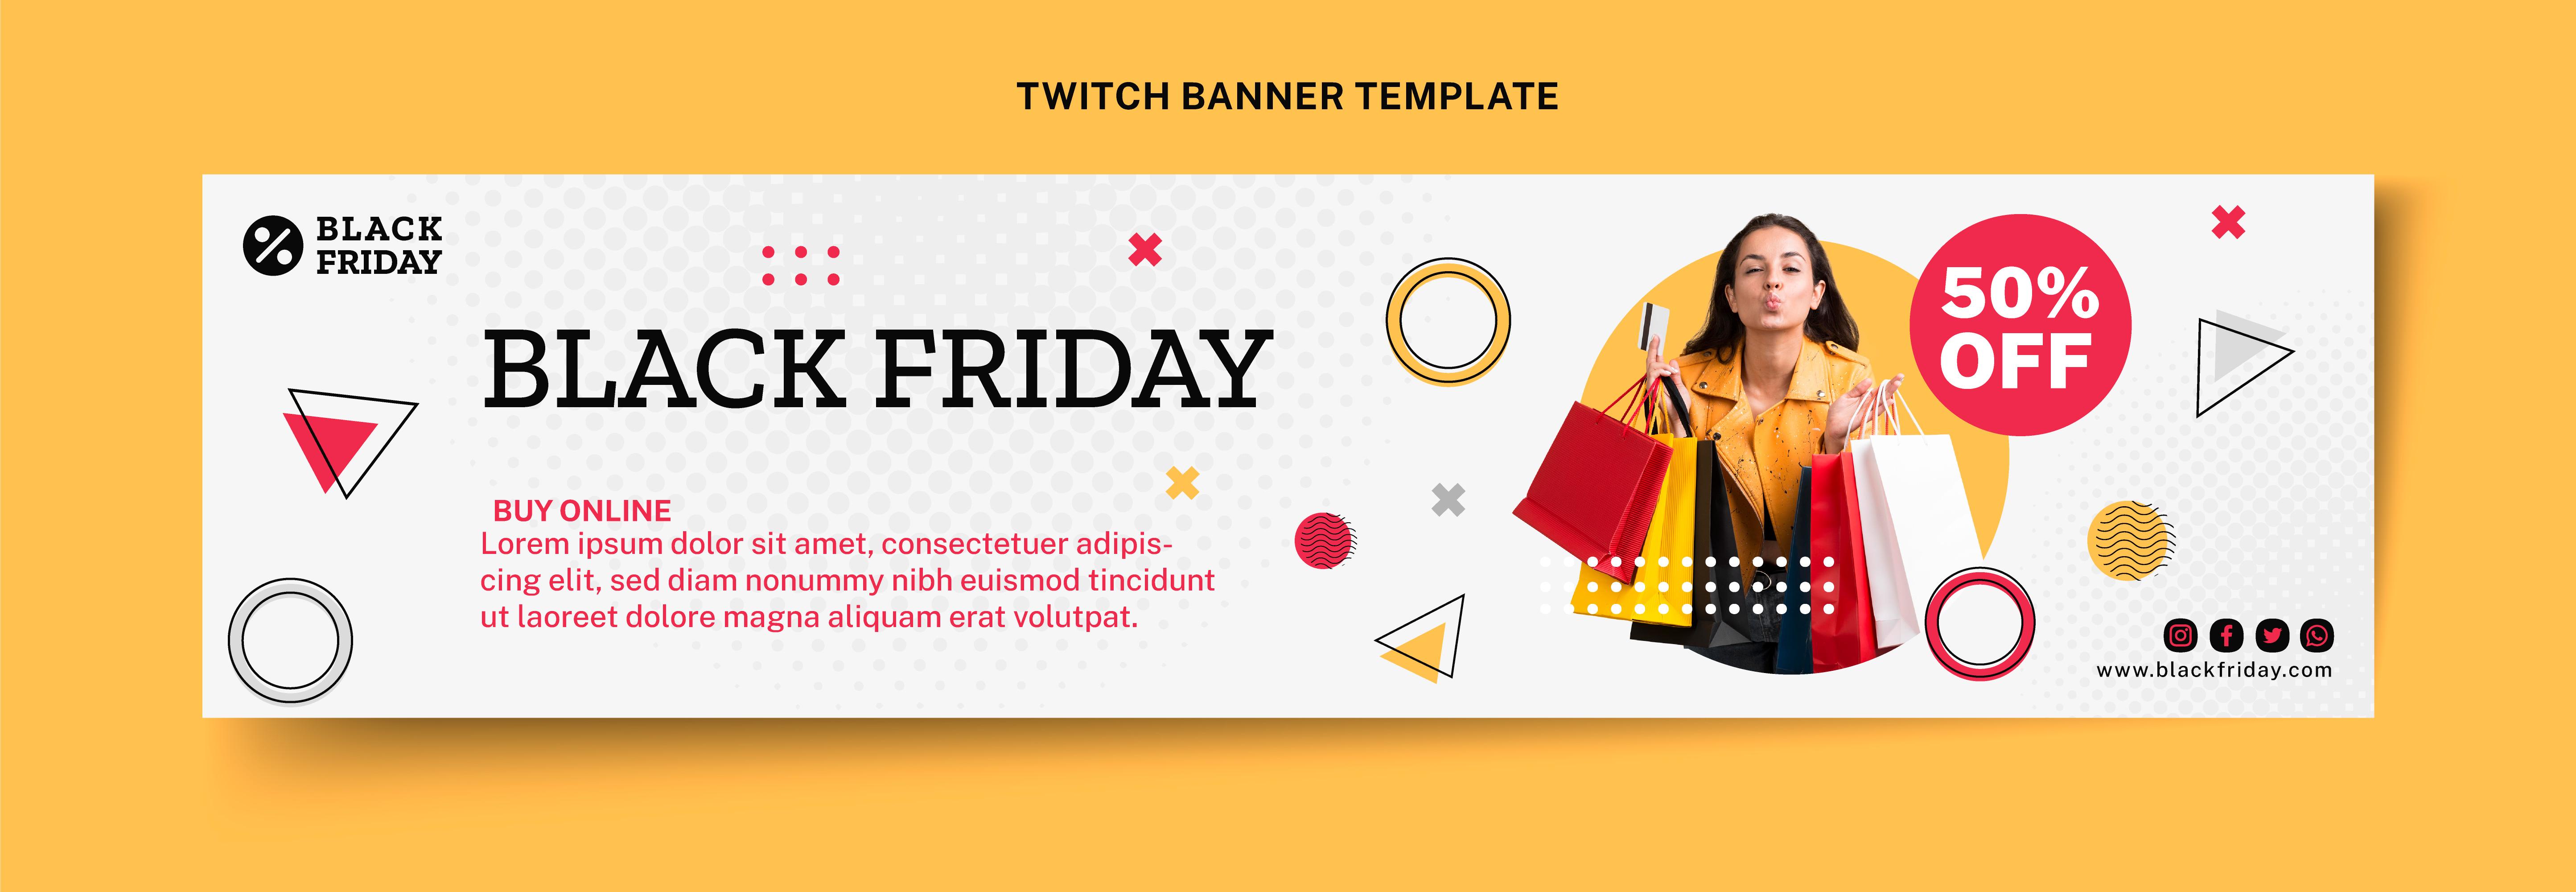 TWITCH BANNER TEMPLATE
BLACK
FRIDAY
BLACK FRIDAY
BUY ONLINE
Lorem ipsum dolor sit amet, consectetuer adipis-
cing elit, sed diam nonummy nibh euismod tincidunt
ut laoreet dolore magna aliquam erat volutpat.
50%
OFF
www.blackfriday.com